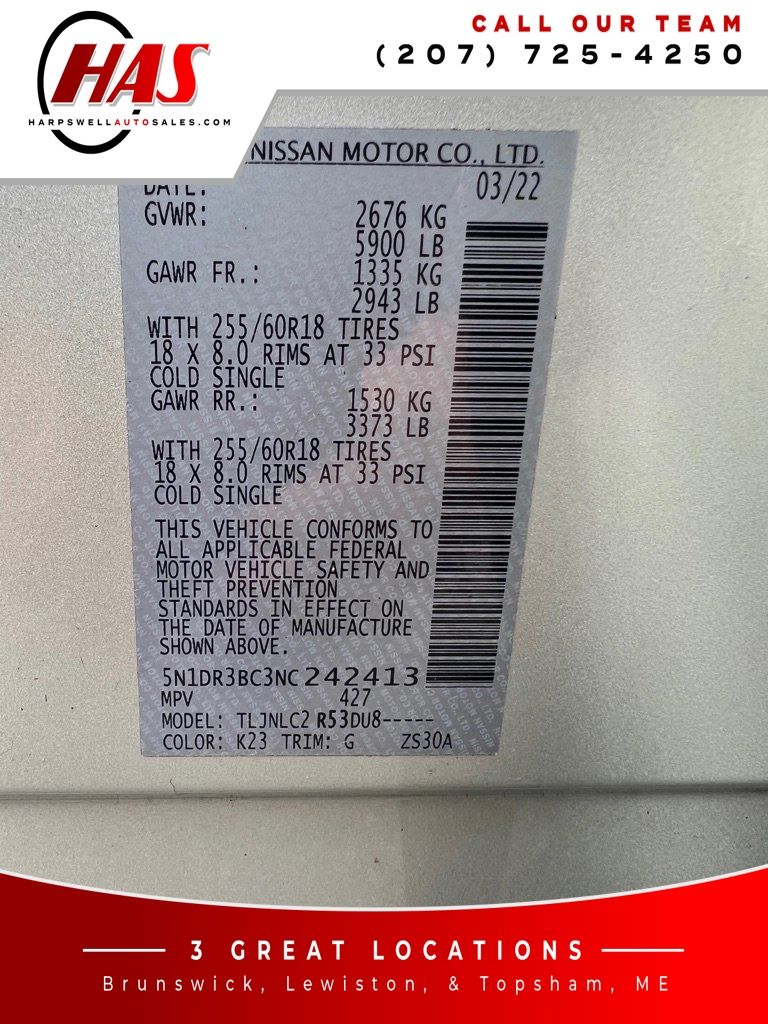 HAS
HARPSWELLAUTOSALES.COM
CALL OUR TEAM
(207) 725-4250
NISSAN MOTOR CO., LTD.
DATE: 03/22
GVWR: 2676 KG
5900 LB
GAWR FR.: 1335 KG
2943 LB
WITH 255/60R18 TIRES
18 X 8.0 RIMS AT 33 PSI
COLD SINGLE
GAWR RR.: 1530 KG
3373 LB
WITH 255/60R18 TIRES
18 X 8.0 RIMS AT 33 PSI
COLD SINGLE
THIS VEHICLE CONFORMS TO
ALL APPLICABLE FEDERAL
MOTOR VEHICLE SAFETY AND
THEFT PREVENTION
STANDARDS IN EFFECT ON
THE DATE OF MANUFACTURE
SHOWN ABOVE.
5N1DR3BC3NC242413
MPV 427
MODEL: TLJNLC2 R53DU8-----
COLOR: K23 TRIM: G ZS30A
3 GREAT LOCATIONS
Brunswick, Lewiston, & Topsham, ME